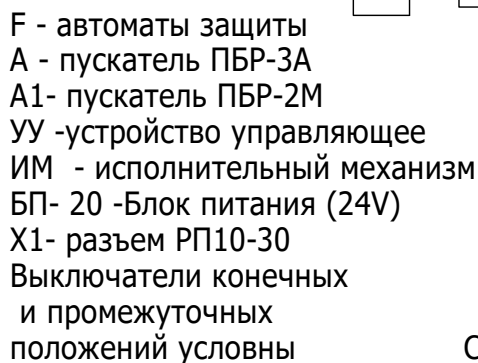 F - автоматы защиты
А - пускатель ПБР-3А
А1- пускатель ПБР-2М
УУ -устройство управляющее
ИМ - исполнительный механизм
БП- 20 -Блок питания (24V)
Х1- разъем РП10-30
Выключатели конечных
и промежуточных
положений условны